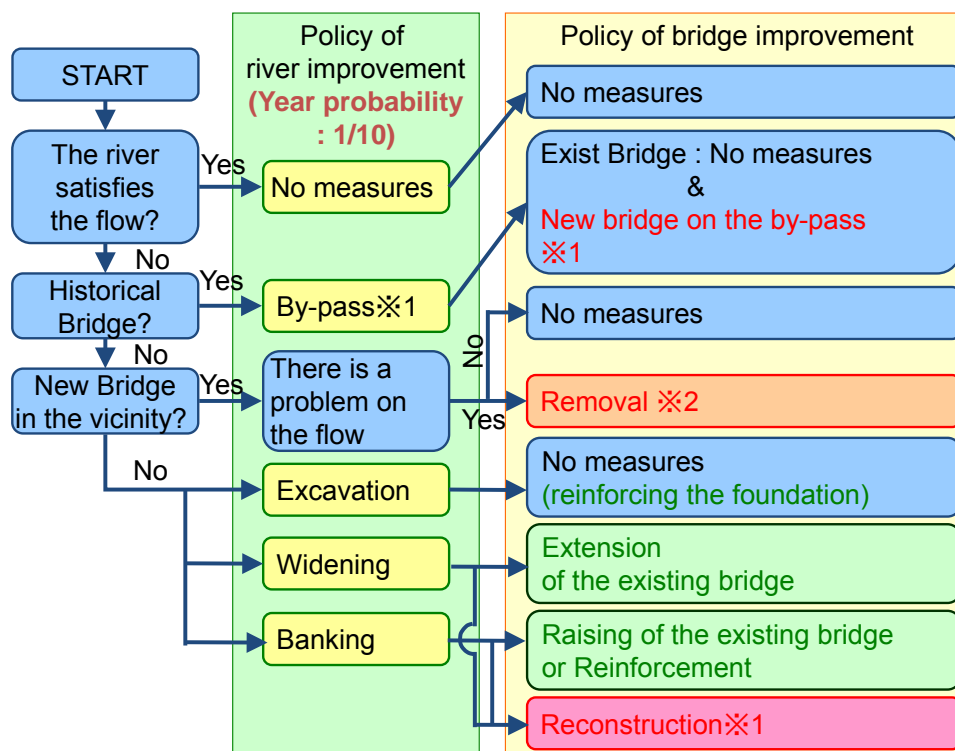 START
Policy of
river improvement
(Year probability
: 1/10)
Policy of bridge improvement
The river
satisfies
the flow?
Yes
No measures
No measures
No
Historical
Bridge?
Yes
By-pass※1
Exist Bridge : No measures
&
New bridge on the by-pass
※1
No
New Bridge
in the vicinity?
Yes
There is a
problem on
the flow
No
No measures
Yes
Removal ※2
No
Excavation
No measures
(reinforcing the foundation)
Widening
Extension
of the existing bridge
Banking
Raising of the existing bridge
or Reinforcement
Reconstruction※1